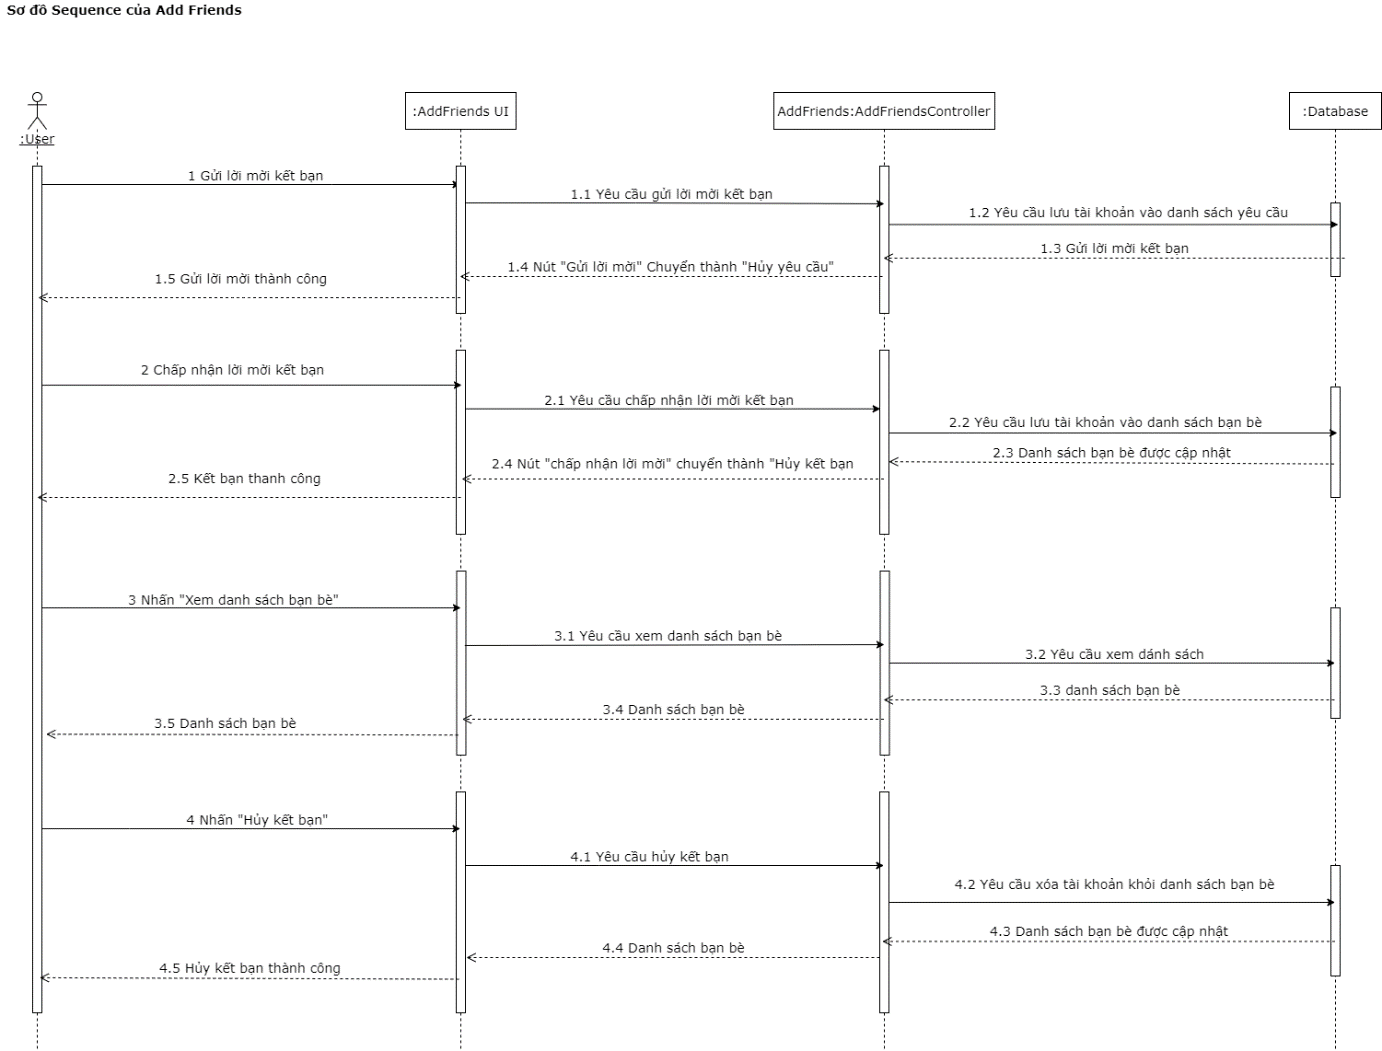 Sơ đồ Sequence của Add Friends
:User
:AddFriends UI
AddFriends:AddFriendsController
:Database
1 Gửi lời mời kết bạn
1.1 Yêu cầu gửi lời mời kết bạn
1.2 Yêu cầu lưu tài khoản vào danh sách yêu cầu
1.3 Gửi lời mời kết bạn
1.4 Nút "Gửi lời mời" Chuyển thành "Hủy yêu cầu"
1.5 Gửi lời mời thành công
2 Chấp nhận lời mời kết bạn
2.1 Yêu cầu chấp nhận lời mời kết bạn
2.2 Yêu cầu lưu tài khoản vào danh sách bạn bè
2.3 Danh sách bạn bè được cập nhật
2.4 Nút "chấp nhận lời mời" chuyển thành "Hủy kết bạn
2.5 Kết bạn thanh công
3 Nhấn "Xem danh sách bạn bè"
3.1 Yêu cầu xem danh sách bạn bè
3.2 Yêu cầu xem dánh sách
3.3 danh sách bạn bè
3.4 Danh sách bạn bè
3.5 Danh sách bạn bè
4 Nhấn "Hủy kết bạn"
4.1 Yêu cầu hủy kết bạn
4.2 Yêu cầu xóa tài khoản khỏi danh sách bạn bè
4.3 Danh sách bạn bè được cập nhật
4.4 Danh sách bạn bè
4.5 Hủy kết bạn thành công